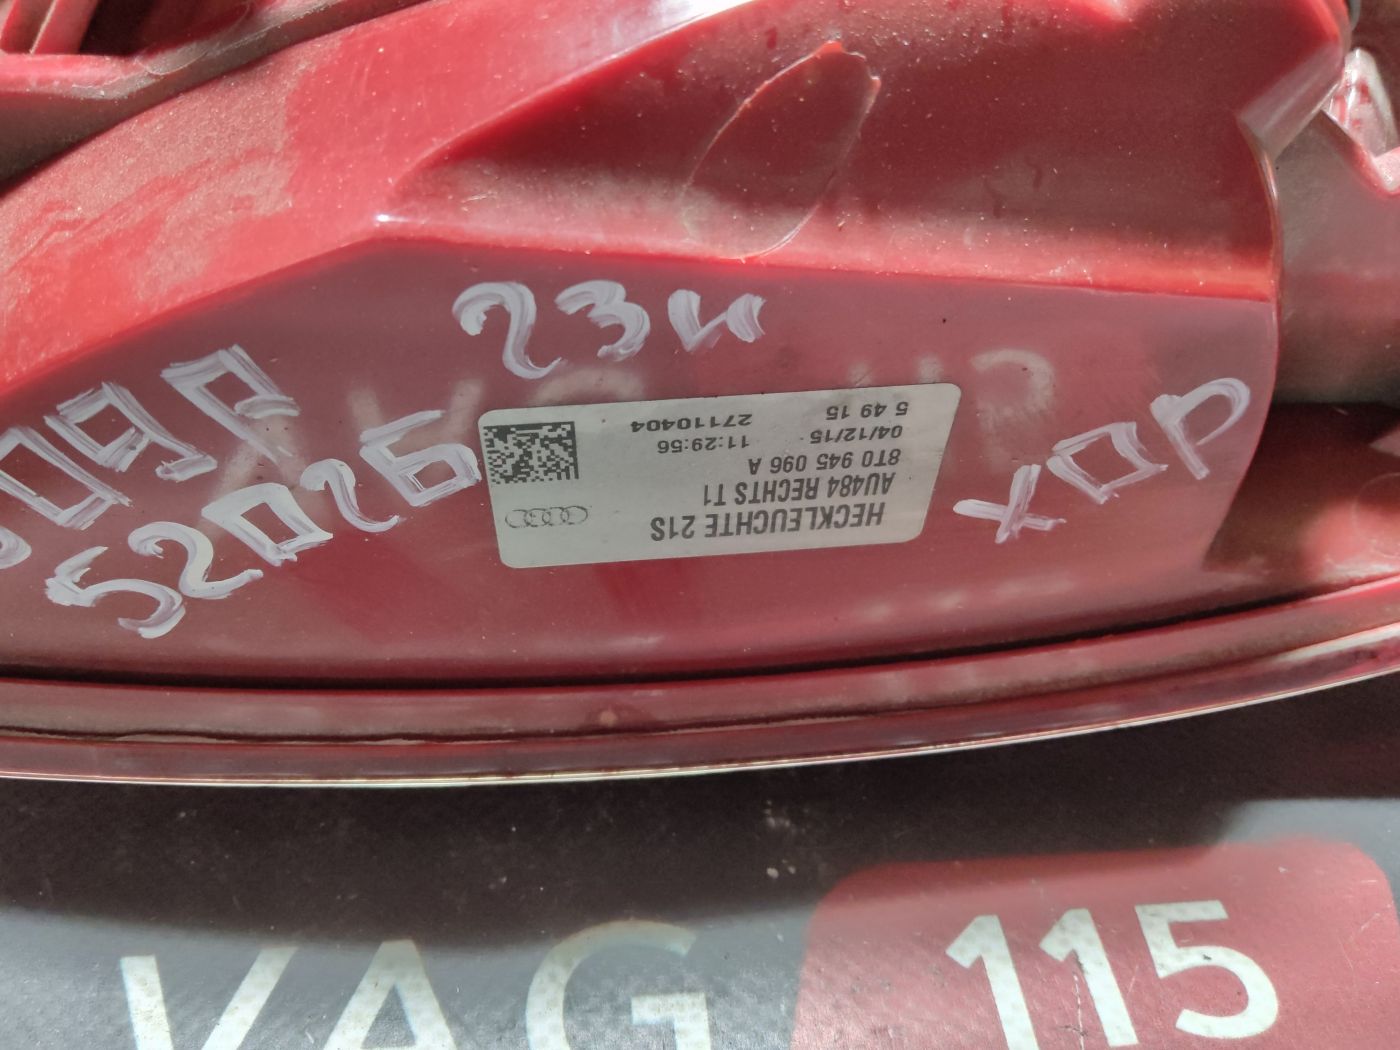 23н
52026
хор
HECKLEUCHTE 21S
AU484 RECHTS T1
8T0 945 096 A
04/12/15 11:29:56
5 49 15 27110404
VAG 115